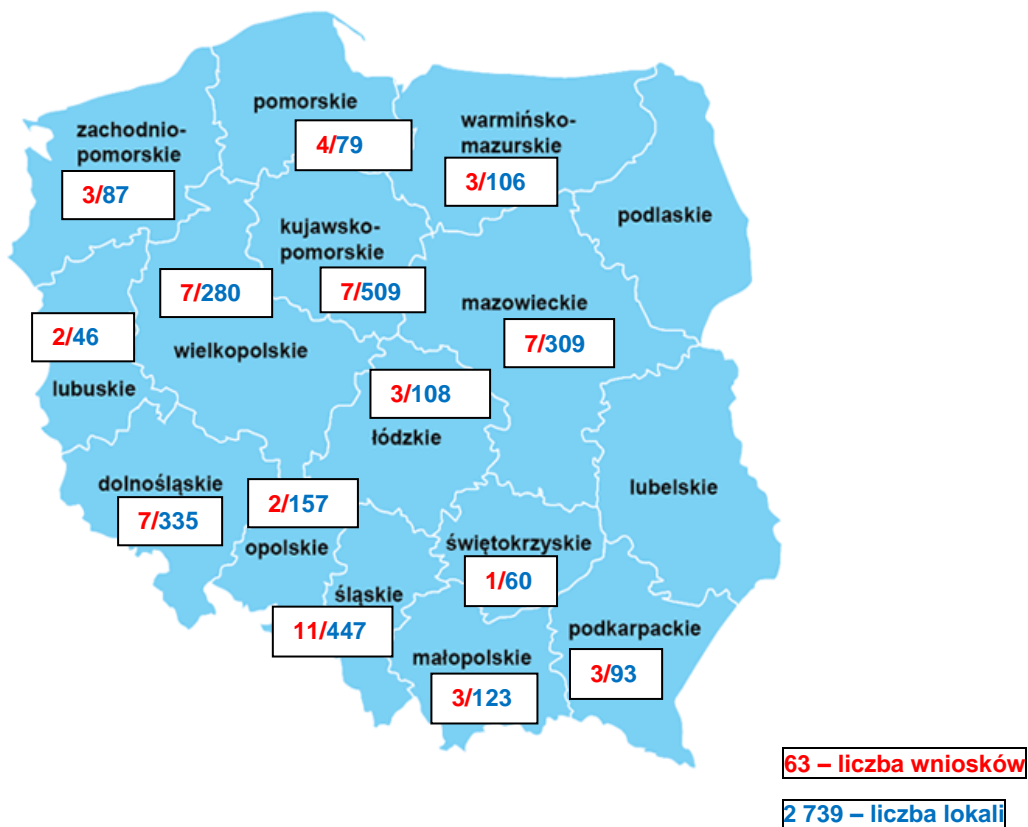 pomorskie
4/79
zachodnio-
pomorskie
3/87
warmińsko-
mazurskie
3/106
podlaskie
kujawsko-
pomorskie
7/509
7/280
wielkopolskie
mazowieckie
7/309
2/46
lubuskie
3/108
łódzkie
dolnośląskie
7/335
2/157
opolskie
lubelskie
świętokrzyskie
1/60
śląskie
11/447
małopolskie
3/123
podkarpackie
3/93
63 – liczba wniosków
2 739 – liczba lokali